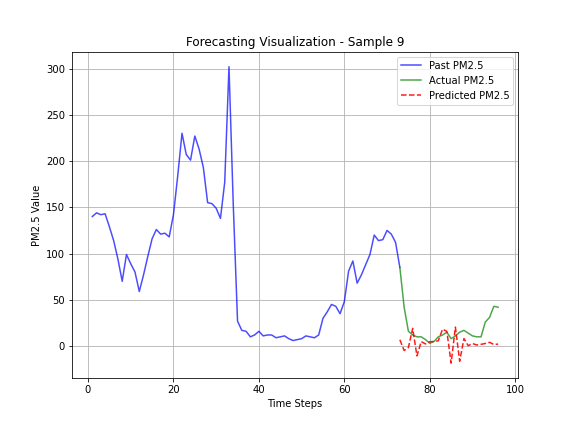 Forecasting Visualization - Sample 9
Past PM2.5
Actual PM2.5
Predicted PM2.5
PM2.5 Value
300
250
200
150
100
50
0
0 20 40 60 80 100
Time Steps